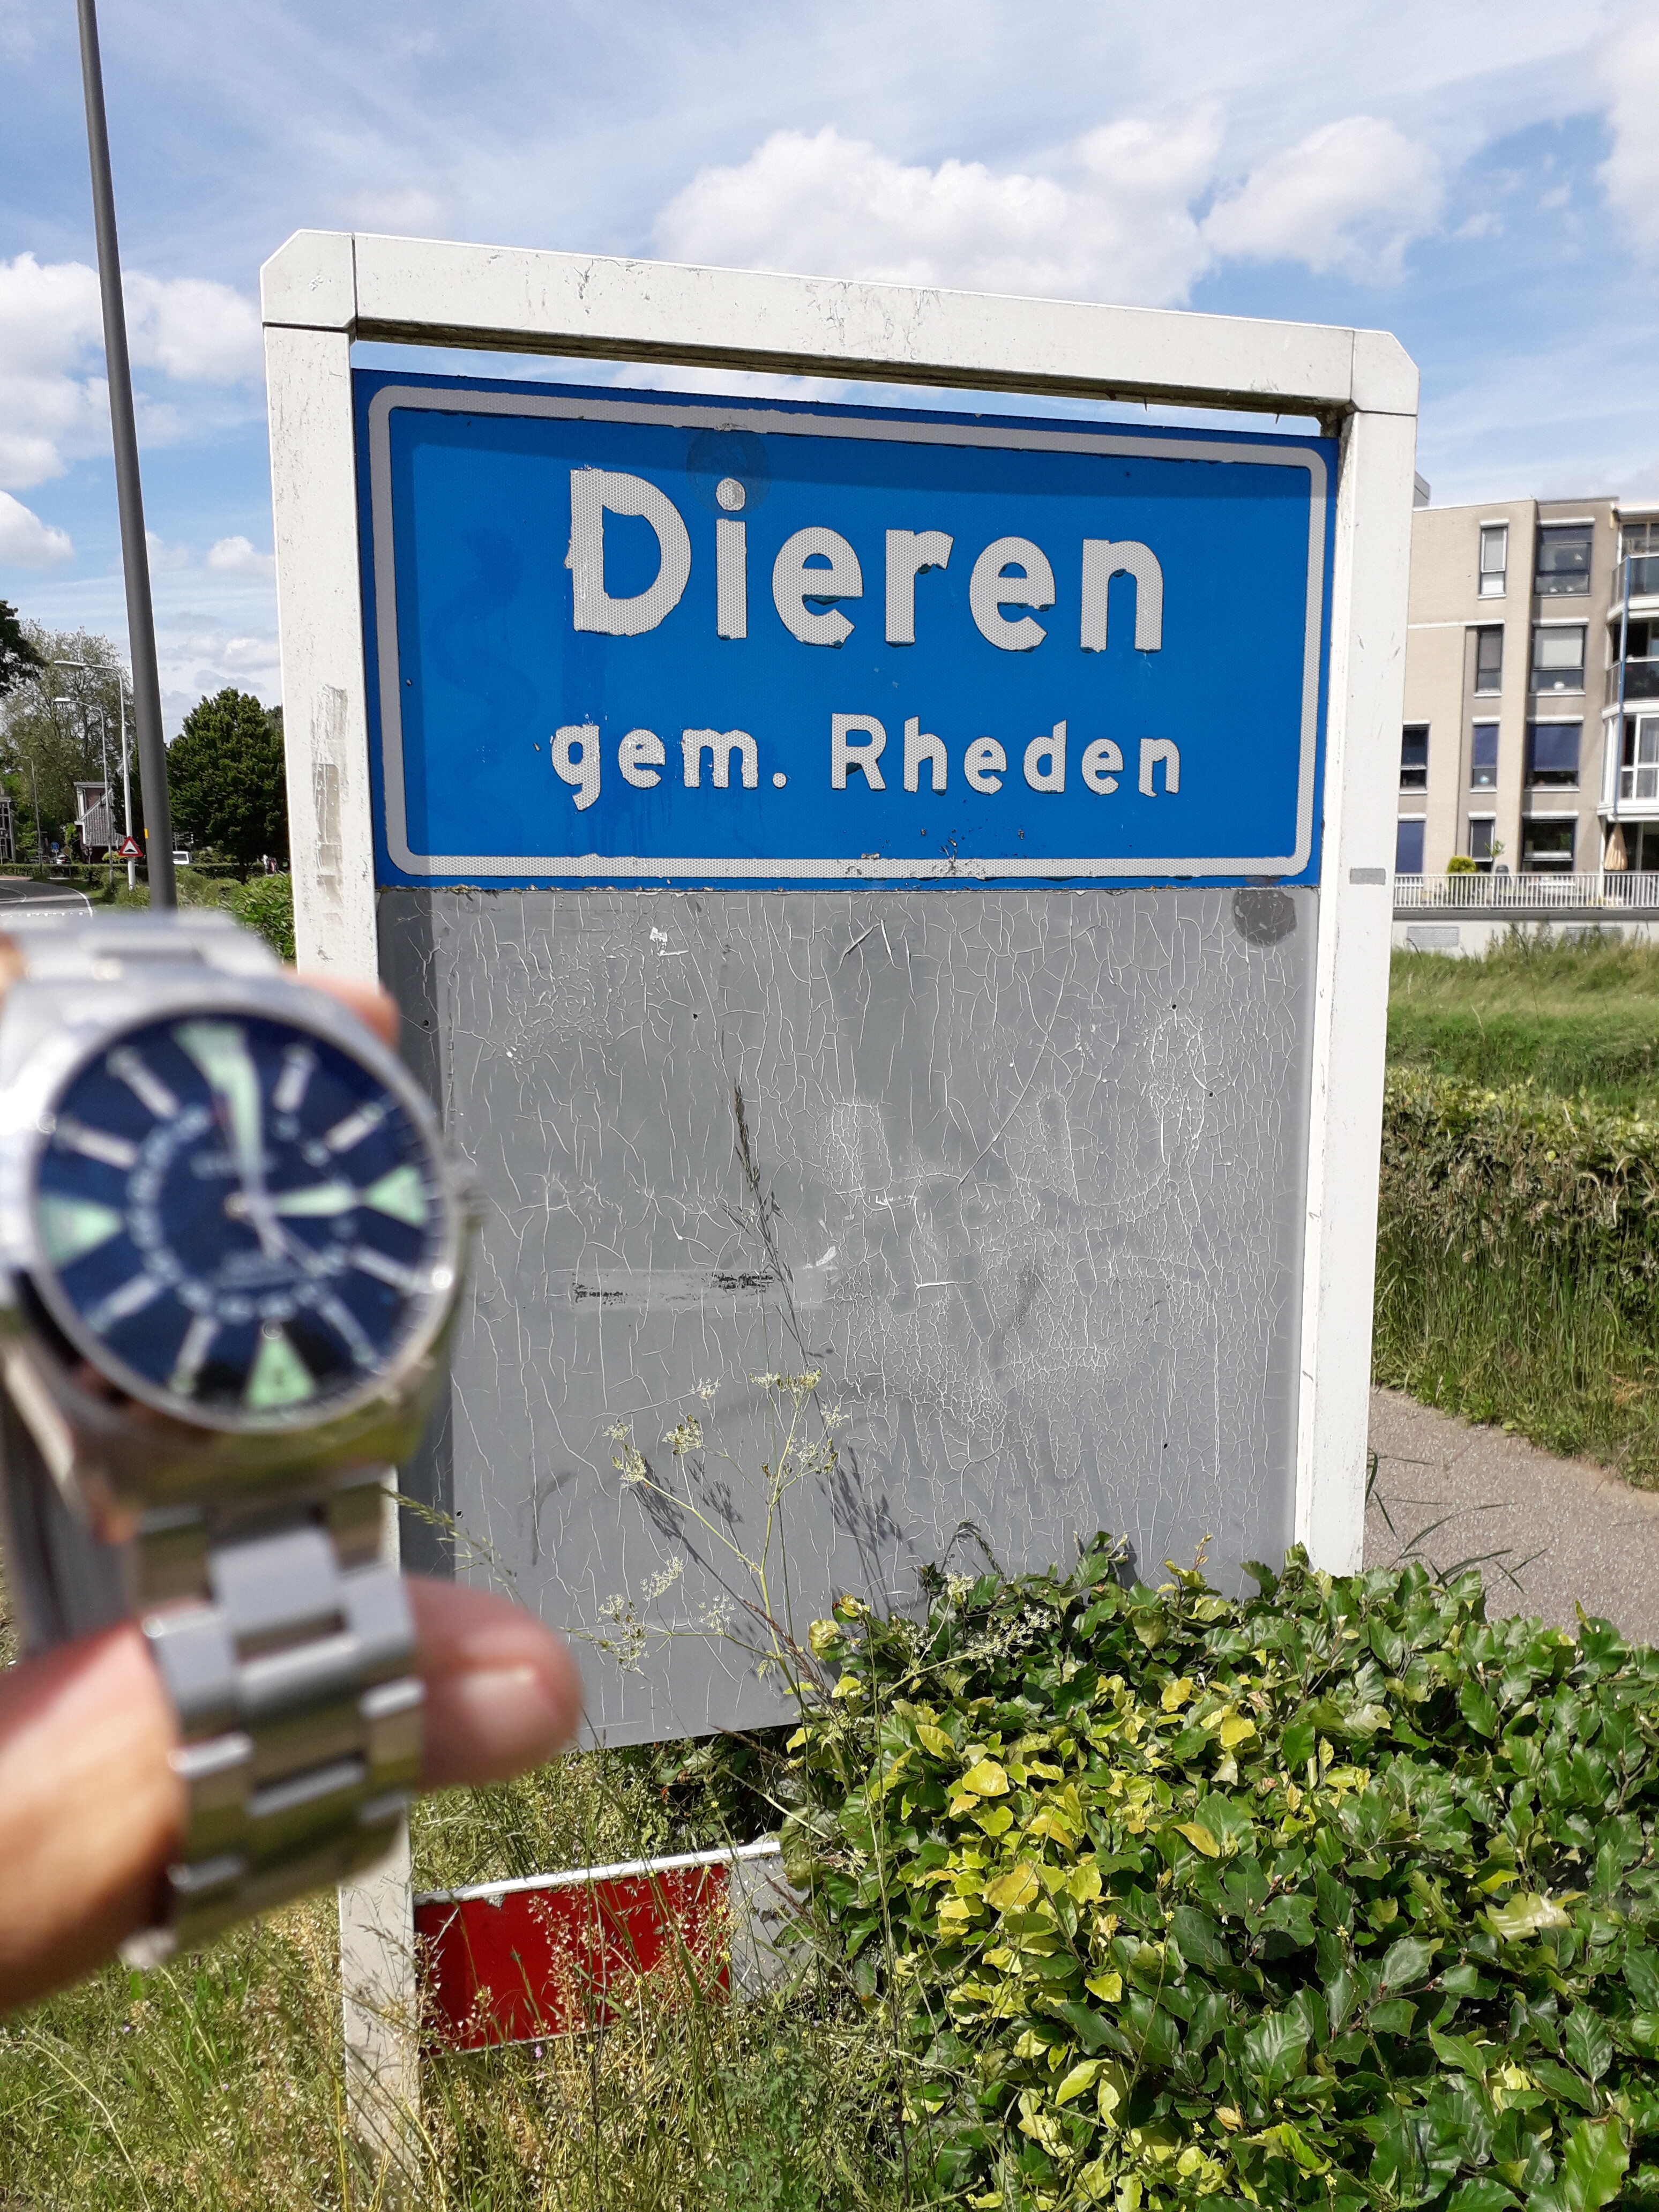 Dieren
gem. Rheden